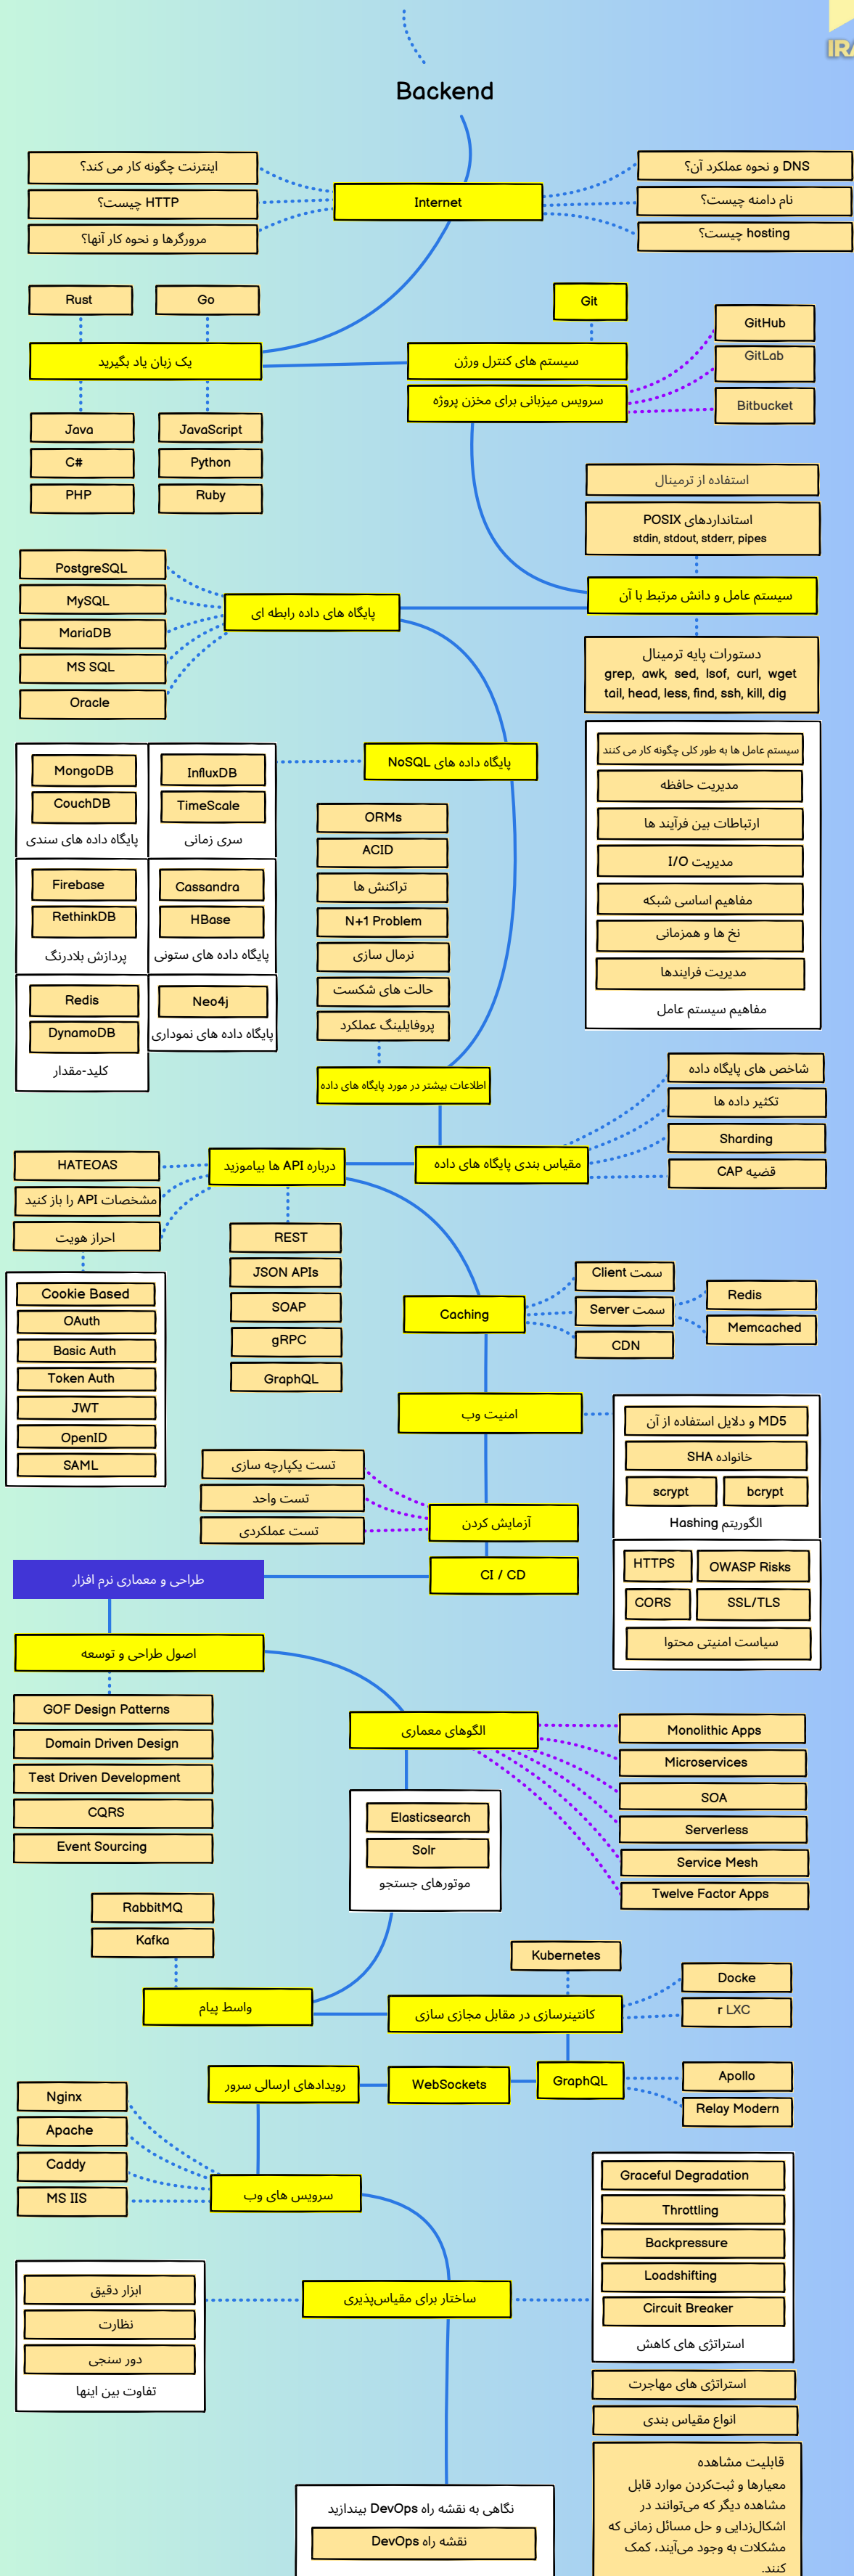 IRA
Backend
اینترنت چگونه کار می کند؟
HTTP چیست؟
مرورگرها و نحوه کار آنها؟
Internet
DNS و نحوه عملکرد آن؟
نام دامنه چیست؟
hosting چیست؟
Rust
Go
یک زبان یاد بگیرید
Java
JavaScript
C#
Python
PHP
Ruby
Git
سیستم های کنترل ورژن
سرویس میزبانی برای مخزن پروژه
GitHub
GitLab
Bitbucket
استفاده از ترمینال
استانداردهای POSIX
stdin, stdout, stderr, pipes
سیستم عامل و دانش مرتبط با آن
دستورات پایه ترمینال
grep, awk, sed, lsof, curl, wget
tail, head, less, find, ssh, kill, dig
سیستم عامل ها به طور کلی چگونه کار می کنند
مدیریت حافظه
ارتباطات بین فرآیند ها
مدیریت I/O
مفاهیم اساسی شبکه
نخ ها و همزمانی
مدیریت فرایندها
مفاهیم سیستم عامل
PostgreSQL
MySQL
MariaDB
MS SQL
Oracle
پایگاه های داده رابطه ای
پایگاه داده های NoSQL
MongoDB
CouchDB
پایگاه داده های سندی
InfluxDB
TimeScale
سری زمانی
Firebase
RethinkDB
پردازش بلادرنگ
Cassandra
HBase
پایگاه داده های ستونی
Redis
DynamoDB
کلید-مقدار
Neo4j
پایگاه داده های نموداری
ORMs
ACID
تراکنش ها
N+1 Problem
نرمال سازی
حالت های شکست
پروفایلینگ عملکرد
اطلاعات بیشتر در مورد پایگاه های داده
مقیاس بندی پایگاه های داده
شاخص های پایگاه داده
تکثیر داده ها
Sharding
قضیه CAP
درباره API ها بیاموزید
HATEOAS
مشخصات API را باز کنید
احراز هویت
Cookie Based
OAuth
Basic Auth
Token Auth
JWT
OpenID
SAML
REST
JSON APIs
SOAP
gRPC
GraphQL
Caching
سمت Client
سمت Server
CDN
Redis
Memcached
امنیت وب
MD5 و دلایل استفاده از آن
خانواده SHA
scrypt
bcrypt
الگوریتم Hashing
HTTPS
OWASP Risks
CORS
SSL/TLS
سیاست امنیتی محتوا
تست یکپارچه سازی
تست واحد
تست عملکردی
آزمایش کردن
CI / CD
طراحی و معماری نرم افزار
اصول طراحی و توسعه
GOF Design Patterns
Domain Driven Design
Test Driven Development
CQRS
Event Sourcing
الگوهای معماری
Monolithic Apps
Microservices
SOA
Serverless
Service Mesh
Twelve Factor Apps
Elasticsearch
Solr
موتورهای جستجو
RabbitMQ
Kafka
واسط پیام
کانتینرسازی در مقابل مجازی سازی
Kubernetes
Docke
r LXC
GraphQL
Apollo
Relay Modern
WebSockets
رویدادهای ارسالی سرور
Nginx
Apache
Caddy
MS IIS
سرویس های وب
ساختار برای مقیاس‌پذیری
ابزار دقیق
نظارت
دور سنجی
تفاوت بین اینها
Graceful Degradation
Throttling
Backpressure
Loadshifting
Circuit Breaker
استراتژی های کاهش
استراتژی های مهاجرت
انواع مقیاس بندی
قابلیت مشاهده
معیارها و ثبت‌کردن موارد قابل
مشاهده دیگر که می‌توانند در
اشکال‌زدایی و حل مسائل زمانی که
مشکلات به وجود می‌آیند، کمک
کنند.
نگاهی به نقشه راه DevOps بیندازید
نقشه راه DevOps